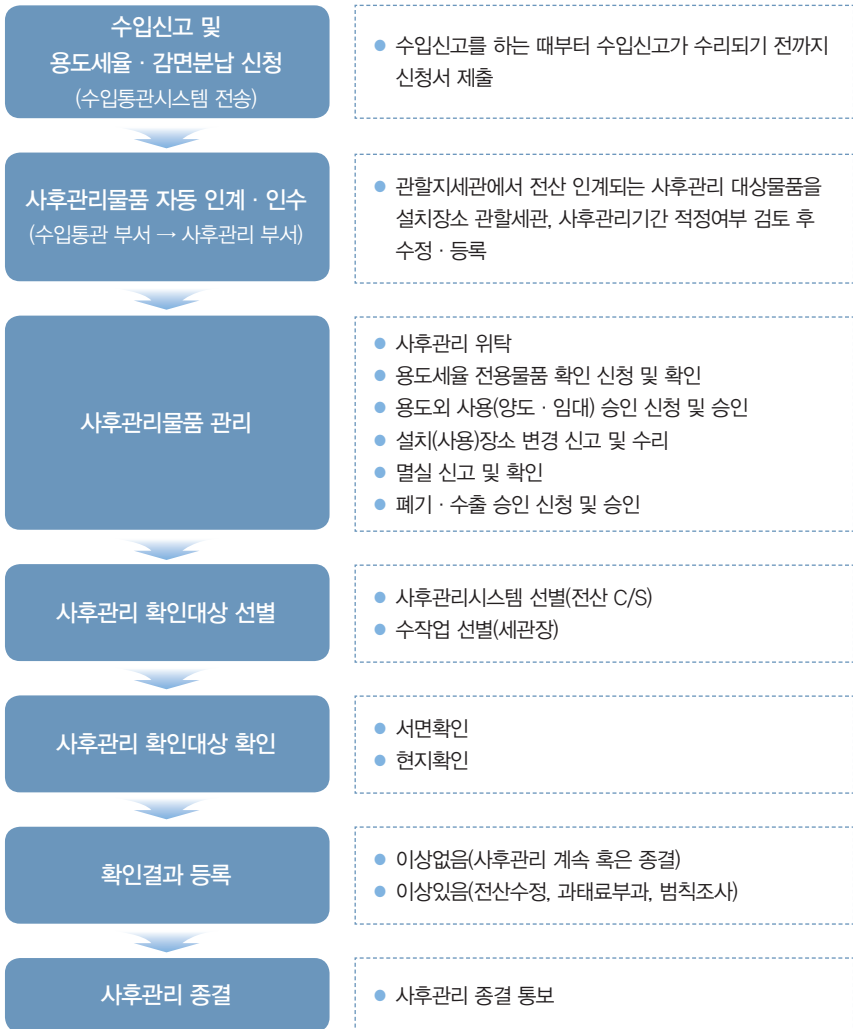 수입신고 및
용도세율 · 감면분납 신청
(수입통관시스템 전송)
● 수입신고를 하는 때부터 수입신고가 수리되기 전까지
신청서 제출
사후관리물품 자동 인계 · 인수
(수입통관 부서 → 사후관리 부서)
● 관할지세관에서 전산 인계되는 사후관리 대상물품을
설치장소 관할세관, 사후관리기간 적정여부 검토 후
수정 · 등록
사후관리물품 관리
● 사후관리 위탁
● 용도세율 전용물품 확인 신청 및 확인
● 용도외 사용(양도 · 임대) 승인 신청 및 승인
● 설치(사용)장소 변경 신고 및 수리
● 멸실 신고 및 확인
● 폐기 · 수출 승인 신청 및 승인
사후관리 확인대상 선별
● 사후관리시스템 선별(전산 C/S)
● 수작업 선별(세관장)
사후관리 확인대상 확인
● 서면확인
● 현지확인
확인결과 등록
● 이상없음(사후관리 계속 혹은 종결)
● 이상있음(전산수정, 과태료부과, 범칙조사)
사후관리 종결
● 사후관리 종결 통보